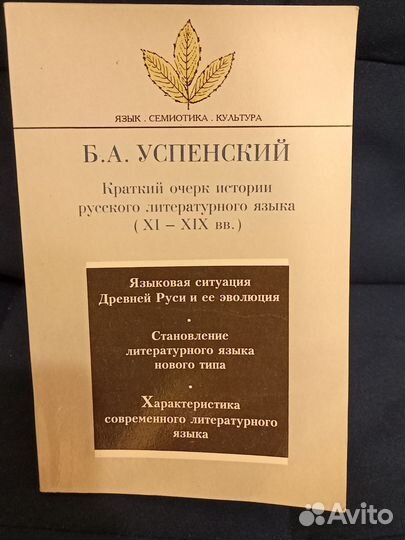 ЯЗЫК . СЕМИОТИКА . КУЛЬТУРА
Б.А. УСПЕНСКИЙ
Краткий очерк истории
русского литературного языка
(XI – XIX вв.)
Языковая ситуация
Древней Руси и ее эволюция
•
Становление
литературного языка
нового типа
•
Характеристика
современного литературного
языка
Avito